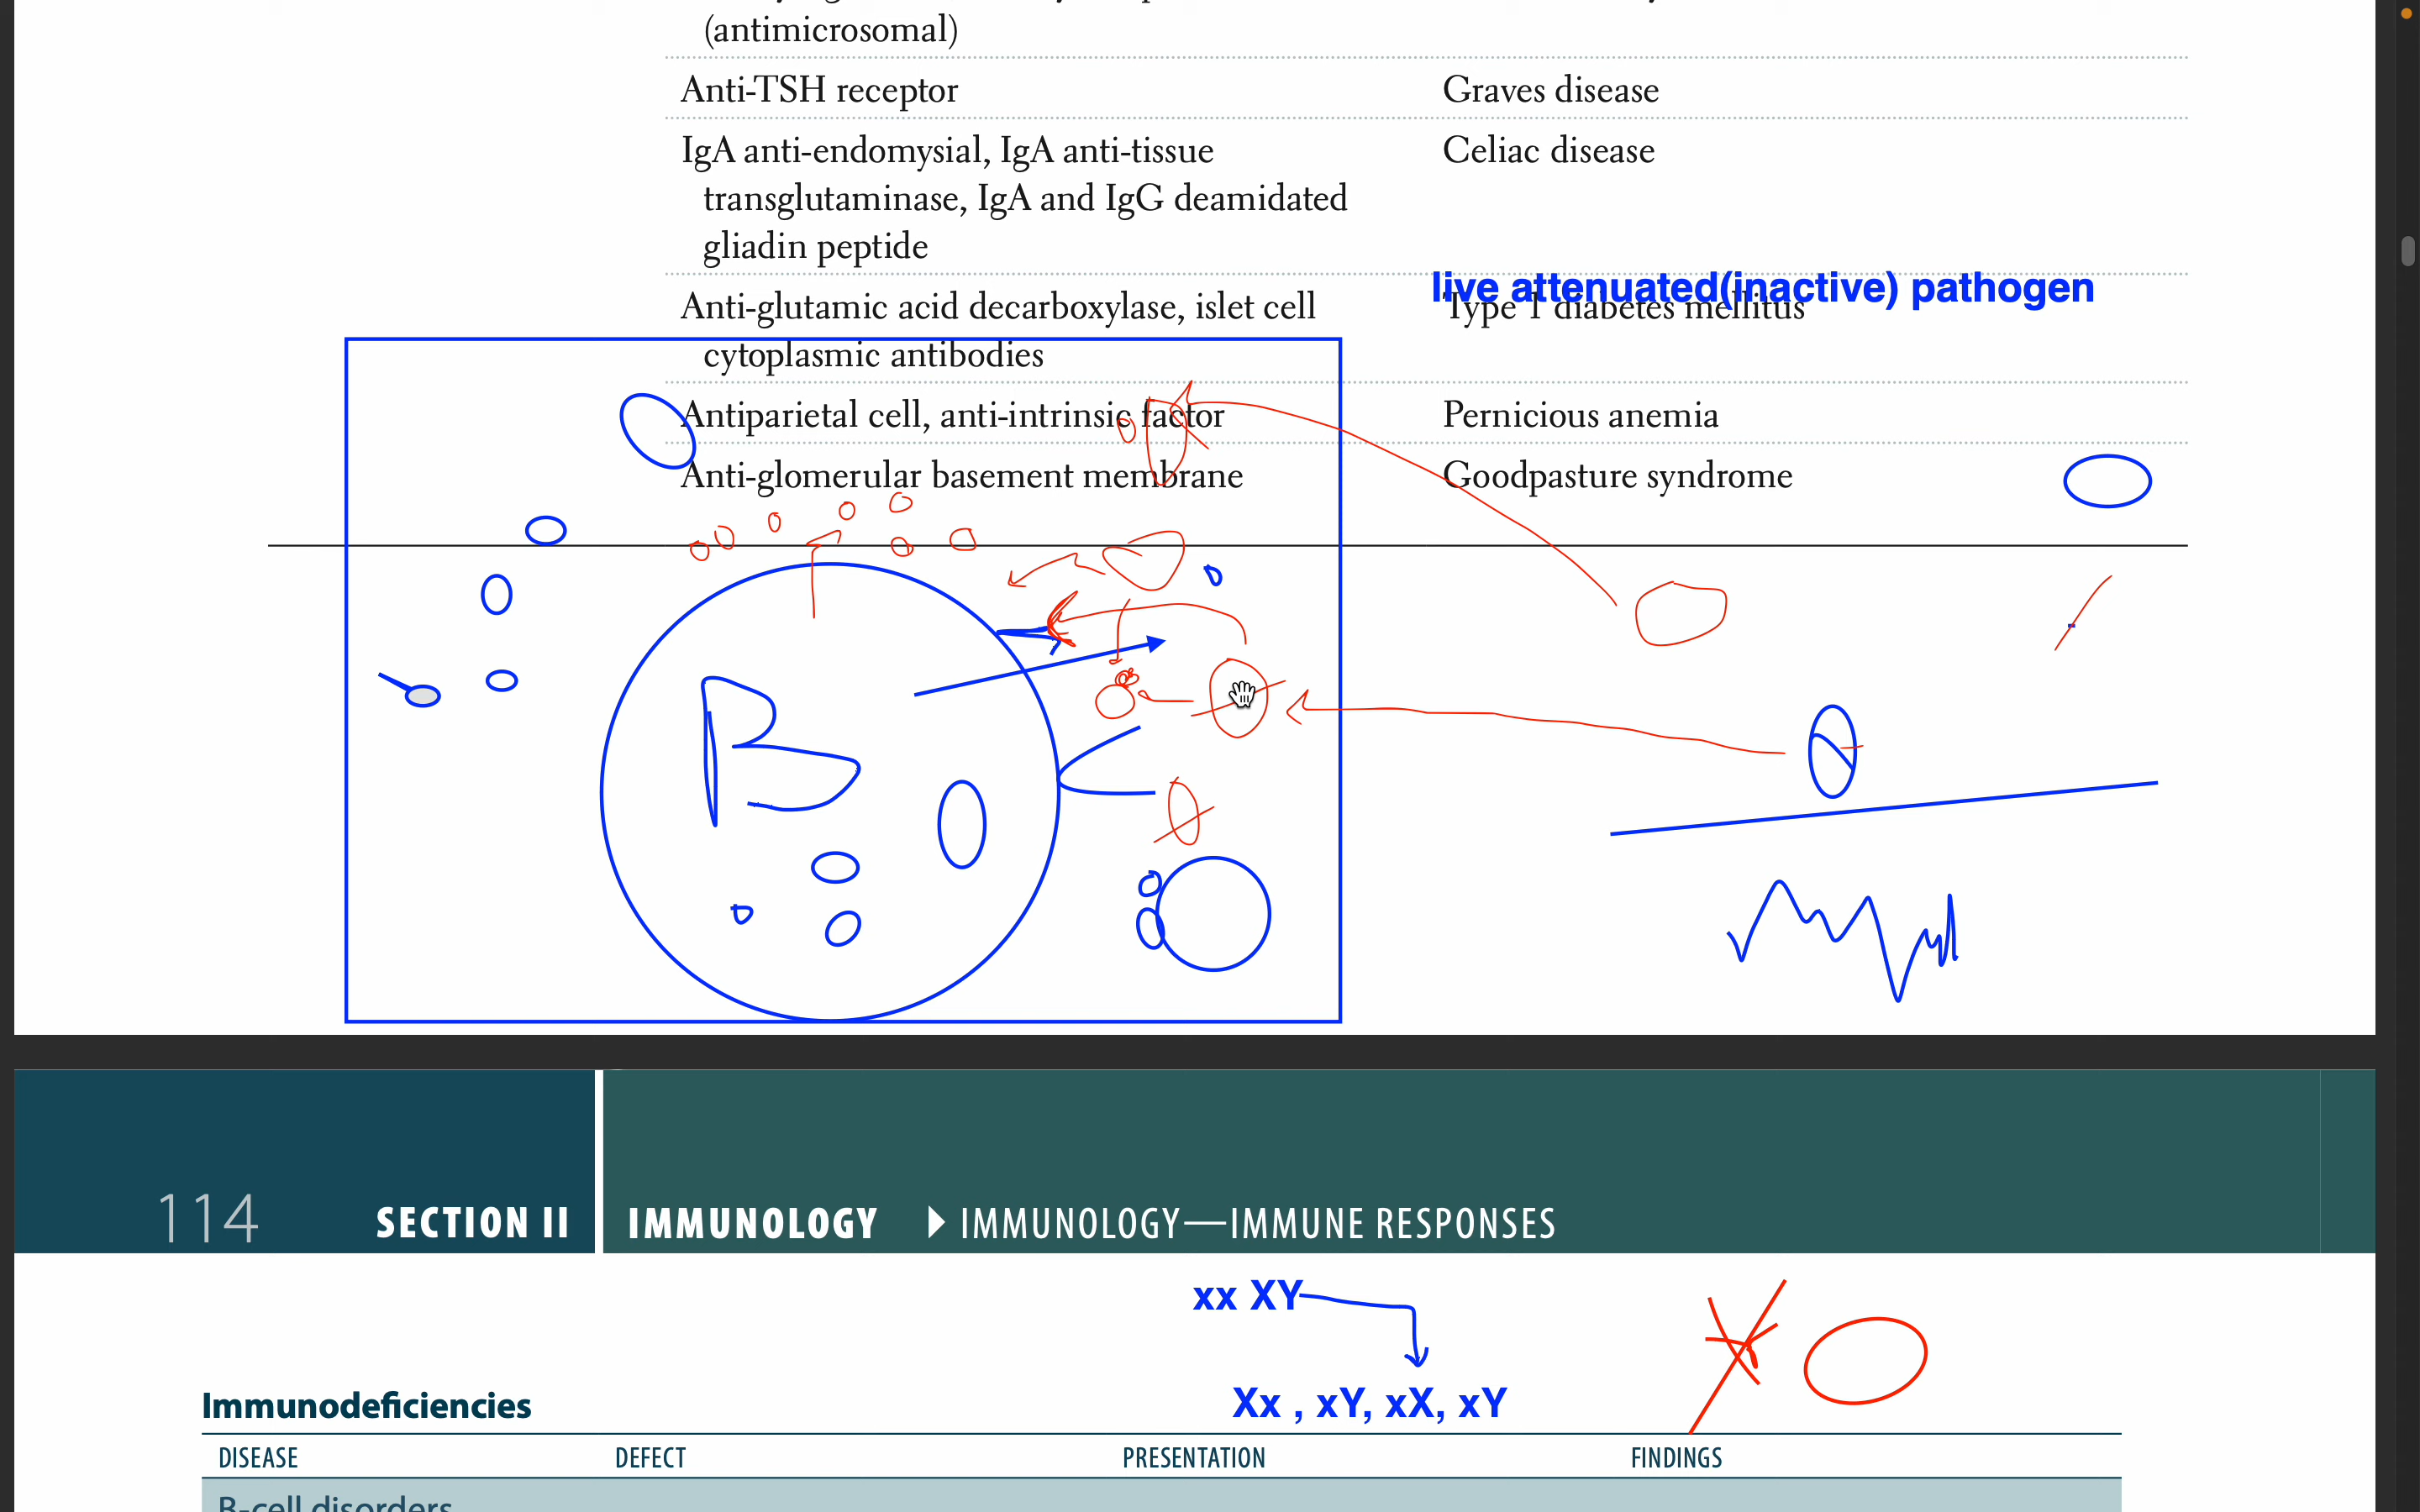 (antimicrosomal)
Anti-TSH receptor Graves disease
IgA anti-endomysial, IgA anti-tissue Celiac disease
transglutaminase, IgA and IgG deamidated
gliadin peptide
live attenuated(inactive) pathogen
Anti-glutamic acid decarboxylase, islet cell Type 1 diabetes mellitus
cytoplasmic antibodies
Antiparietal cell, anti-intrinsic factor Pernicious anemia
Anti-glomerular basement membrane Goodpasture syndrome
B
114 SECTION II IMMUNOLOGY ▶ IMMUNOLOGY—IMMUNE RESPONSES
xx XY
Xx , xY, xX, xY
Immunodeficiencies
DISEASE DEFECT PRESENTATION FINDINGS
B-cell disorders